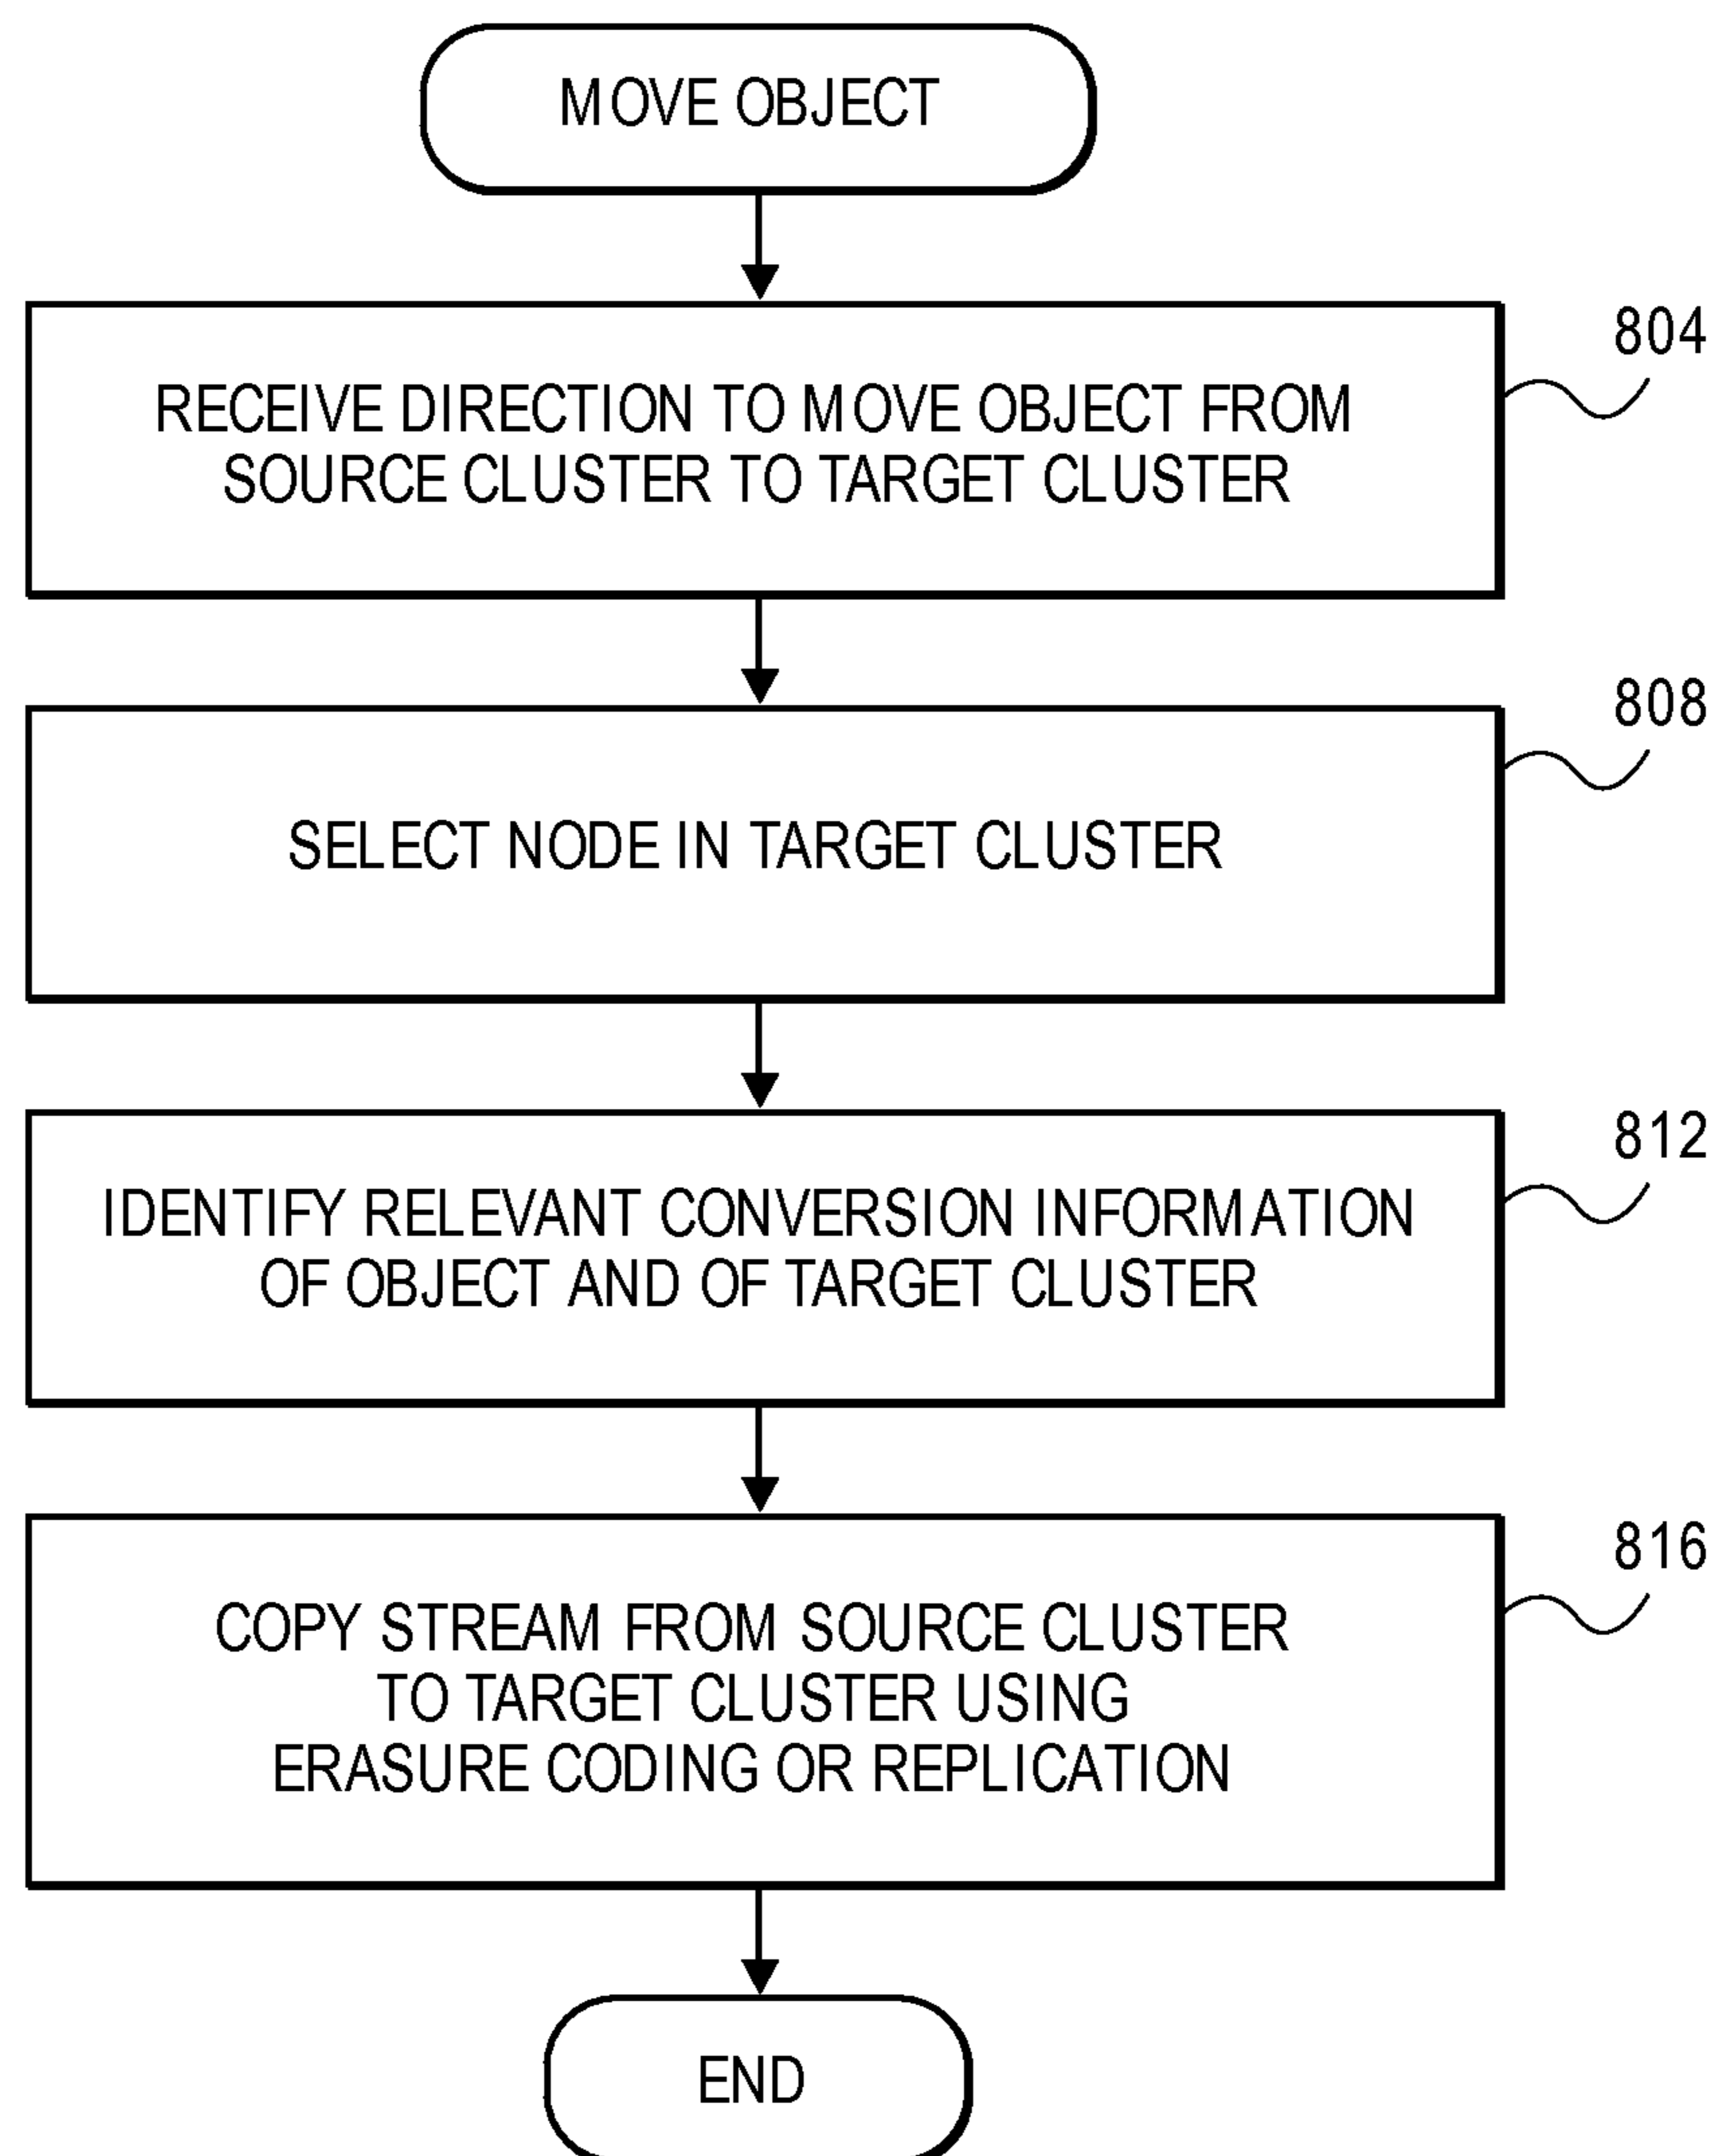 MOVE OBJECT
804
RECEIVE DIRECTION TO MOVE OBJECT FROM
SOURCE CLUSTER TO TARGET CLUSTER
808
SELECT NODE IN TARGET CLUSTER
812
IDENTIFY RELEVANT CONVERSION INFORMATION
OF OBJECT AND OF TARGET CLUSTER
816
COPY STREAM FROM SOURCE CLUSTER
TO TARGET CLUSTER USING
ERASURE CODING OR REPLICATION
END